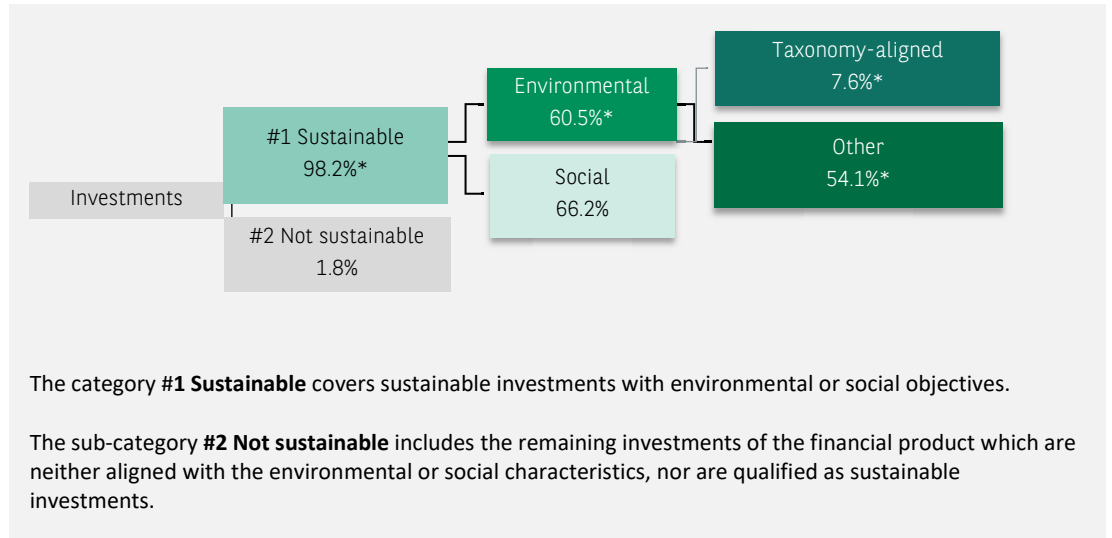 Taxonomy-aligned
7.6%*
Environmental
60.5%*
#1 Sustainable
98.2%*
Other
54.1%*
Social
66.2%
Investments
#2 Not sustainable
1.8%
The category #1 Sustainable covers sustainable investments with environmental or social objectives.
The sub-category #2 Not sustainable includes the remaining investments of the financial product which are
neither aligned with the environmental or social characteristics, nor are qualified as sustainable
investments.